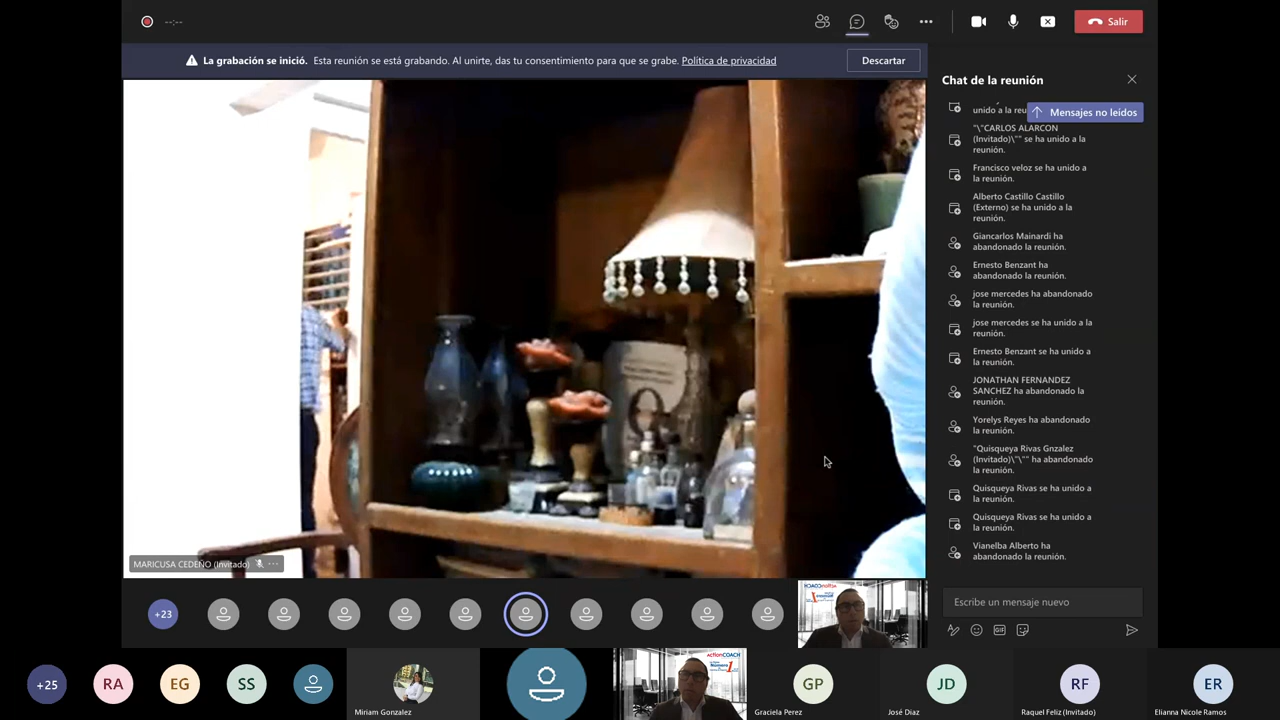 --:--
Salir
La grabación se inició. Esta reunión se está grabando. Al unirte, das tu consentimiento para que se grabe. Política de privacidad
Descartar
Chat de la reunión
Mensajes no leídos
"\"CARLOS ALARCON
(Invitado)\"" se ha unido a la
reunión.
Francisco veloz se ha unido a
la reunión.
Alberto Castillo Castillo
(Externo) se ha unido a la
reunión.
Giancarlos Mainardi ha
abandonado la reunión.
Ernesto Benzant ha
abandonado la reunión.
jose mercedes ha abandonado
la reunión.
jose mercedes se ha unido a la
reunión.
Ernesto Benzant se ha unido a
la reunión.
JONATHAN FERNANDEZ
SANCHEZ ha abandonado la
reunión.
Yorelys Reyes ha abandonado
la reunión.
"Quisqueya Rivas Gnzalez
(Invitado)\"\"" ha abandonado
la reunión.
Quisqueya Rivas se ha unido a
la reunión.
Quisqueya Rivas se ha unido a
la reunión.
Vianelba Alberto ha
abandonado la reunión.
Escribe un mensaje nuevo
MARICUSA CEDEÑO (Invitado)
+23
+25
RA
EG
SS
Miriam Gonzalez
ActionCOACH
Número 1
GP
Graciela Perez
JD
José Diaz
RF
Raquel Feliz (Invitado)
ER
Elianna Nicole Ramos